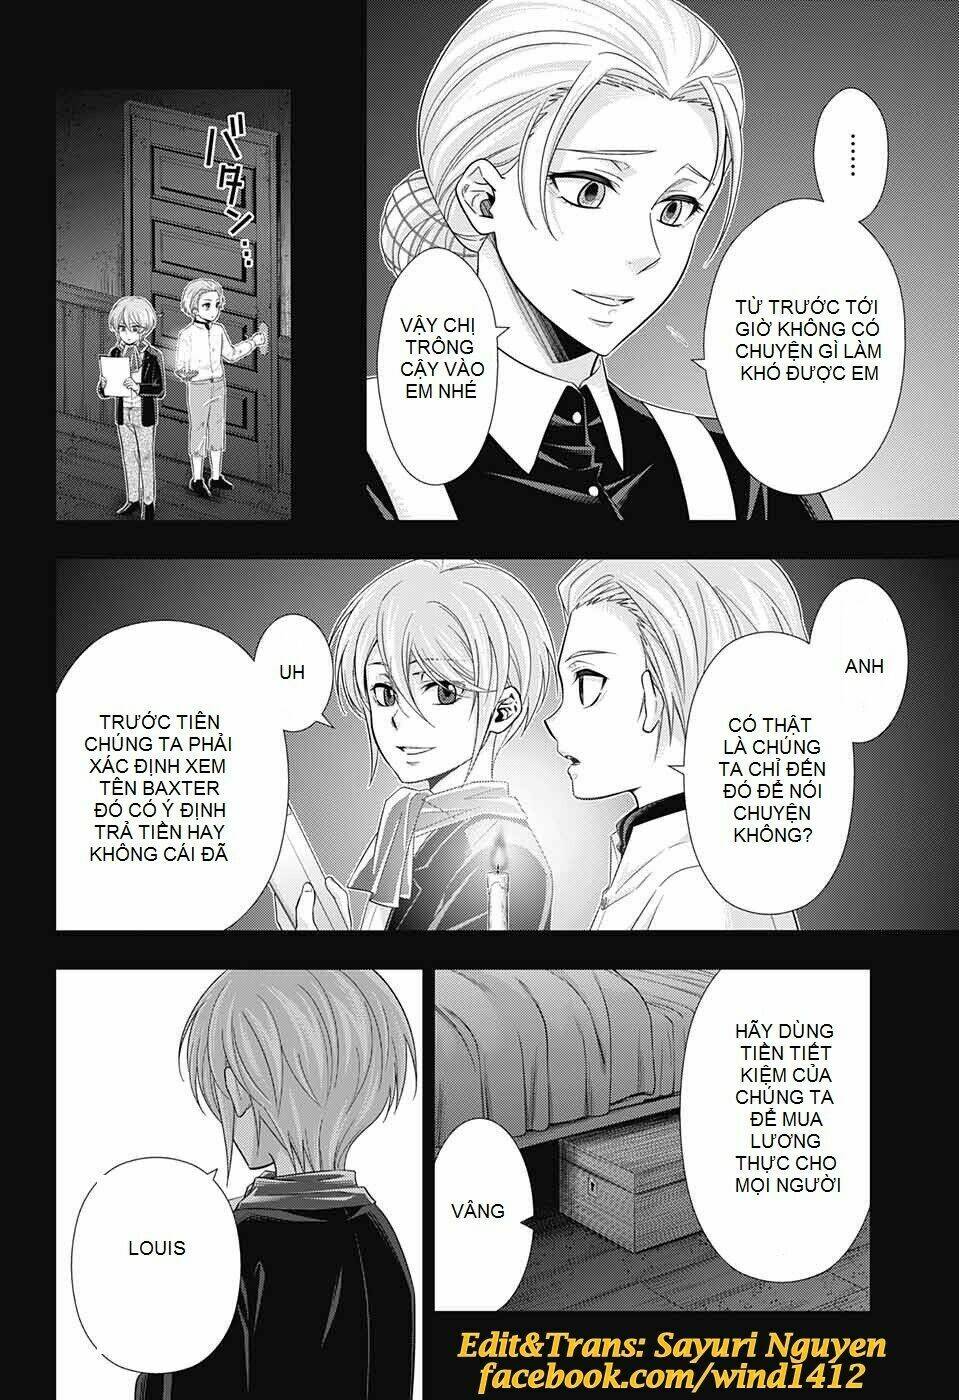 ......
TỪ TRƯỚC TỚI
GIỜ KHÔNG CÓ
CHUYỆN GÌ LÀM
KHÓ ĐƯỢC EM
VẬY CHỊ
TRÔNG
CẬY VÀO
EM NHÉ
バタン...
ANH
CÓ THẬT
LÀ CHÚNG
TA CHỈ ĐẾN
ĐÓ ĐỂ NÓI
CHUYỆN
KHÔNG?
UH
TRƯỚC TIÊN
CHÚNG TA PHẢI
XÁC ĐỊNH XEM
TÊN BAXTER
ĐÓ CÓ Ý ĐỊNH
TRẢ TIỀN HAY
KHÔNG CÁI ĐÃ
HÃY DÙNG
TIỀN TIẾT
KIỆM CỦA
CHÚNG TA
ĐỂ MUA
LƯƠNG
THỰC CHO
MỌI NGƯỜI
VÂNG
LOUIS
Edit&Trans: Sayuri Nguyen
facebook.com/wind1412